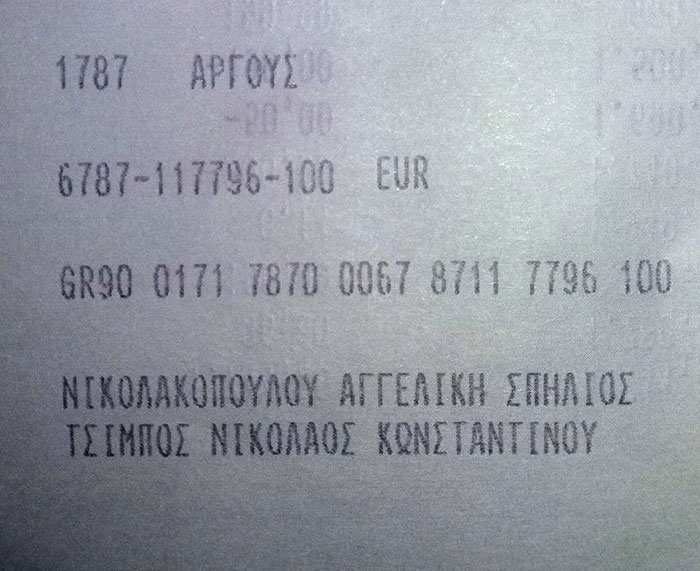 1787 ΑΡΓΟΥΣ
6787-117796-100 EUR
GR90 0171 7870 0067 8711 7796 100
ΝΙΚΟΛΑΚΟΠΟΥΛΟΥ ΑΓΓΕΛΙΚΗ ΣΠΗΛΙΟΣ
ΤΣΙΜΠΟΣ ΝΙΚΟΛΑΟΣ ΚΩΝΣΤΑΝΤΙΝΟΥ